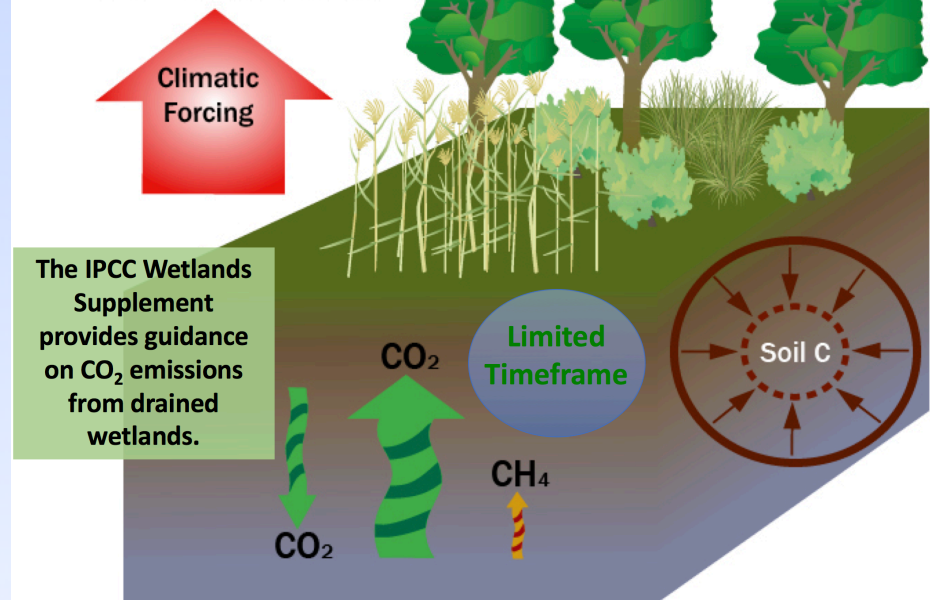 Climatic
Forcing
The IPCC Wetlands
Supplement
provides guidance
on CO₂ emissions
from drained
wetlands.
Limited
Timeframe
CO₂
CO₂
CH₄
Soil C